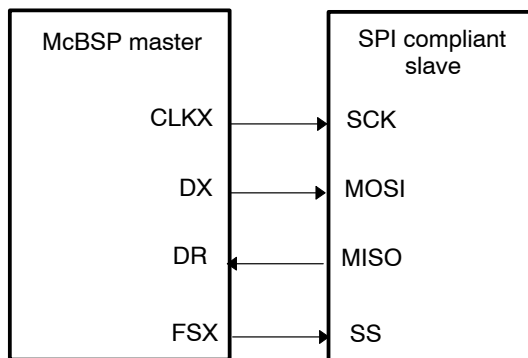 McBSP master
SPI compliant
slave
CLKX
SCK
DX
MOSI
DR
MISO
FSX
SS